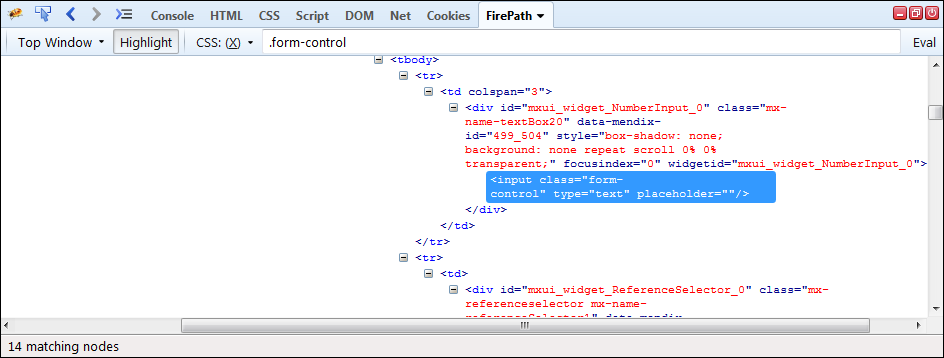 Console HTML CSS Script DOM Net Cookies FirePath
Top Window Highlight CSS: (X) .form-control Eval
<tbody>
<tr>
<td colspan="3">
<div id="mxui_widget_NumberInput_0" class="mx-
name-textBox20" data-mendix-
id="499_504" style="box-shadow: none;
background: none repeat scroll 0% 0%
transparent;" focusindex="0" widgetid="mxui_widget_NumberInput_0">
<input class="form-
control" type="text" placeholder=""/>
</div>
</td>
</tr>
<tr>
<td>
<div id="mxui_widget_ReferenceSelector_0" class="mx-
referenceselector mx-name-
referenceSelector1" data-mendix-
14 matching nodes